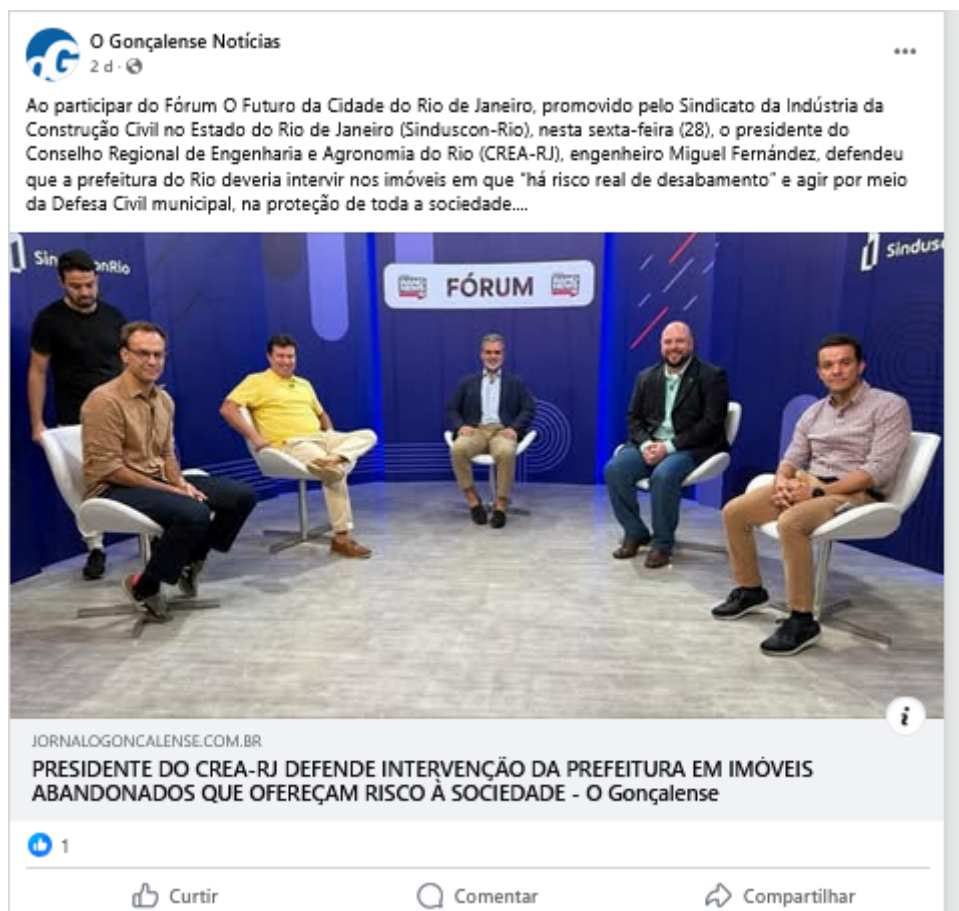 O Gonçalense Notícias
2 d ·
Ao participar do Fórum O Futuro da Cidade do Rio de Janeiro, promovido pelo Sindicato da Indústria da
Construção Civil no Estado do Rio de Janeiro (Sinduscon-Rio), nesta sexta-feira (28), o presidente do
Conselho Regional de Engenharia e Agronomia do Rio (CREA-RJ), engenheiro Miguel Fernández, defendeu
que a prefeitura do Rio deveria intervir nos imóveis em que "há risco real de desabamento" e agir por meio
da Defesa Civil municipal, na proteção de toda a sociedade....
Sin onRio
Sindus
FÓRUM
JORNALOGONCALENSE.COM.BR
PRESIDENTE DO CREA-RJ DEFENDE INTERVENÇÃO DA PREFEITURA EM IMÓVEIS
ABANDONADOS QUE OFEREÇAM RISCO À SOCIEDADE - O Gonçalense
1
Curtir
Comentar
Compartilhar